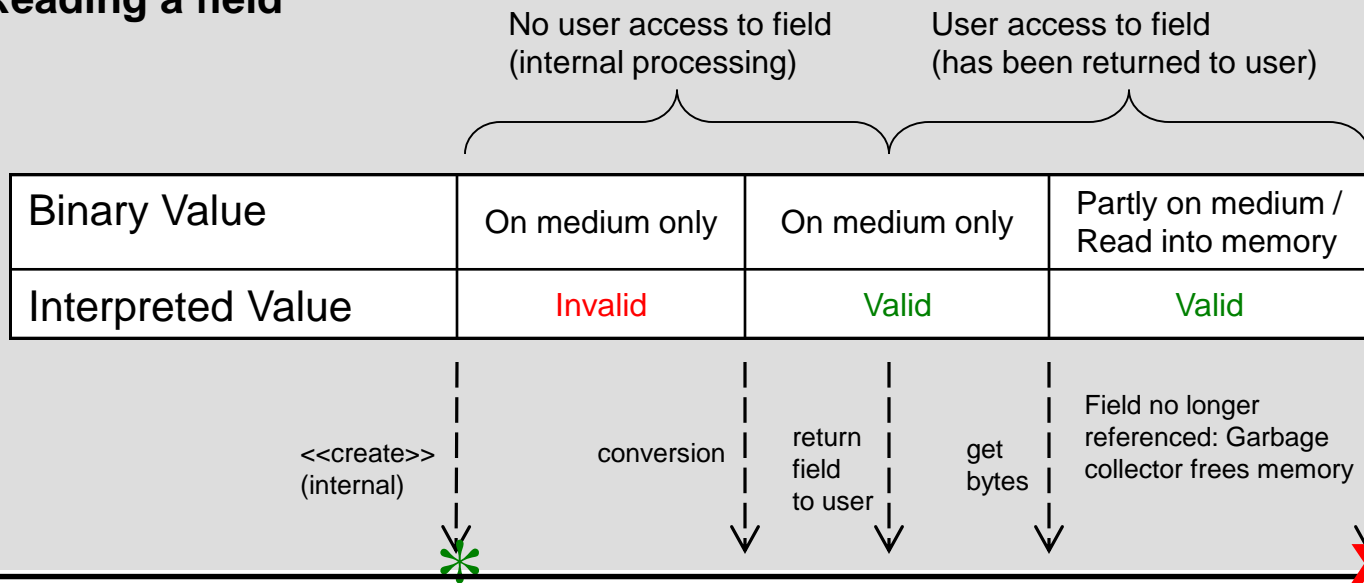 Reading a field
No user access to field
(internal processing)
User access to field
(has been returned to user)
Binary Value
On medium only
On medium only
Partly on medium /
Read into memory
Interpreted Value
Invalid
Valid
Valid
<<create>>
(internal)
conversion
return
field
to user
get
bytes
Field no longer
referenced: Garbage
collector frees memory